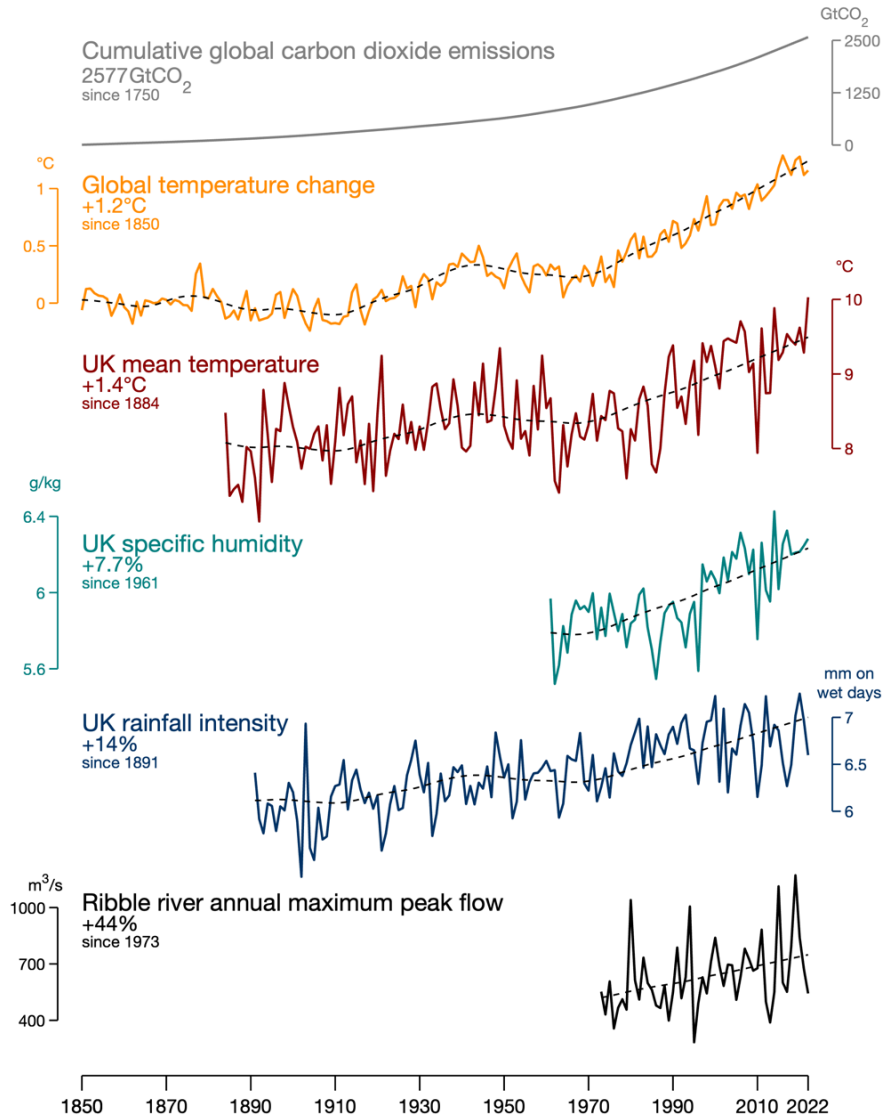 GtCO2
2500
1250
0
Cumulative global carbon dioxide emissions
2577GtCO2
since 1750
°C
1
0.5
0
Global temperature change
+1.2°C
since 1850
°C
10
9
8
UK mean temperature
+1.4°C
since 1884
g/kg
6.4
6
5.6
UK specific humidity
+7.7%
since 1961
mm on
wet days
7
6.5
6
UK rainfall intensity
+14%
since 1891
m3/s
1000
700
400
Ribble river annual maximum peak flow
+44%
since 1973
1850 1870 1890 1910 1930 1950 1970 1990 2010 2022